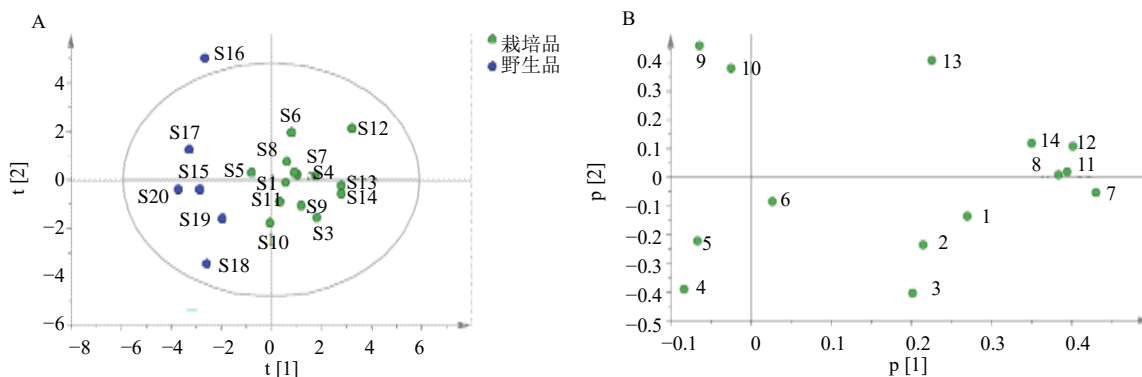 A
栽培品
野生品
S16
S6
S12
S17
S8
S7
S15
S5
S4
S20
S1
S13
S11
S14
S19
S9
S10
S3
S18
4
2
0
−2
−4
−6
t [2]
−8
−6
−4
−2
0
2
4
6
t [1]
B
9
10
13
14
12
8
11
6
7
1
5
2
4
3
0.4
0.3
0.2
0.1
0
−0.1
−0.2
−0.3
−0.4
−0.5
p [2]
−0.1
0
0.1
0.2
0.3
0.4
p [1]